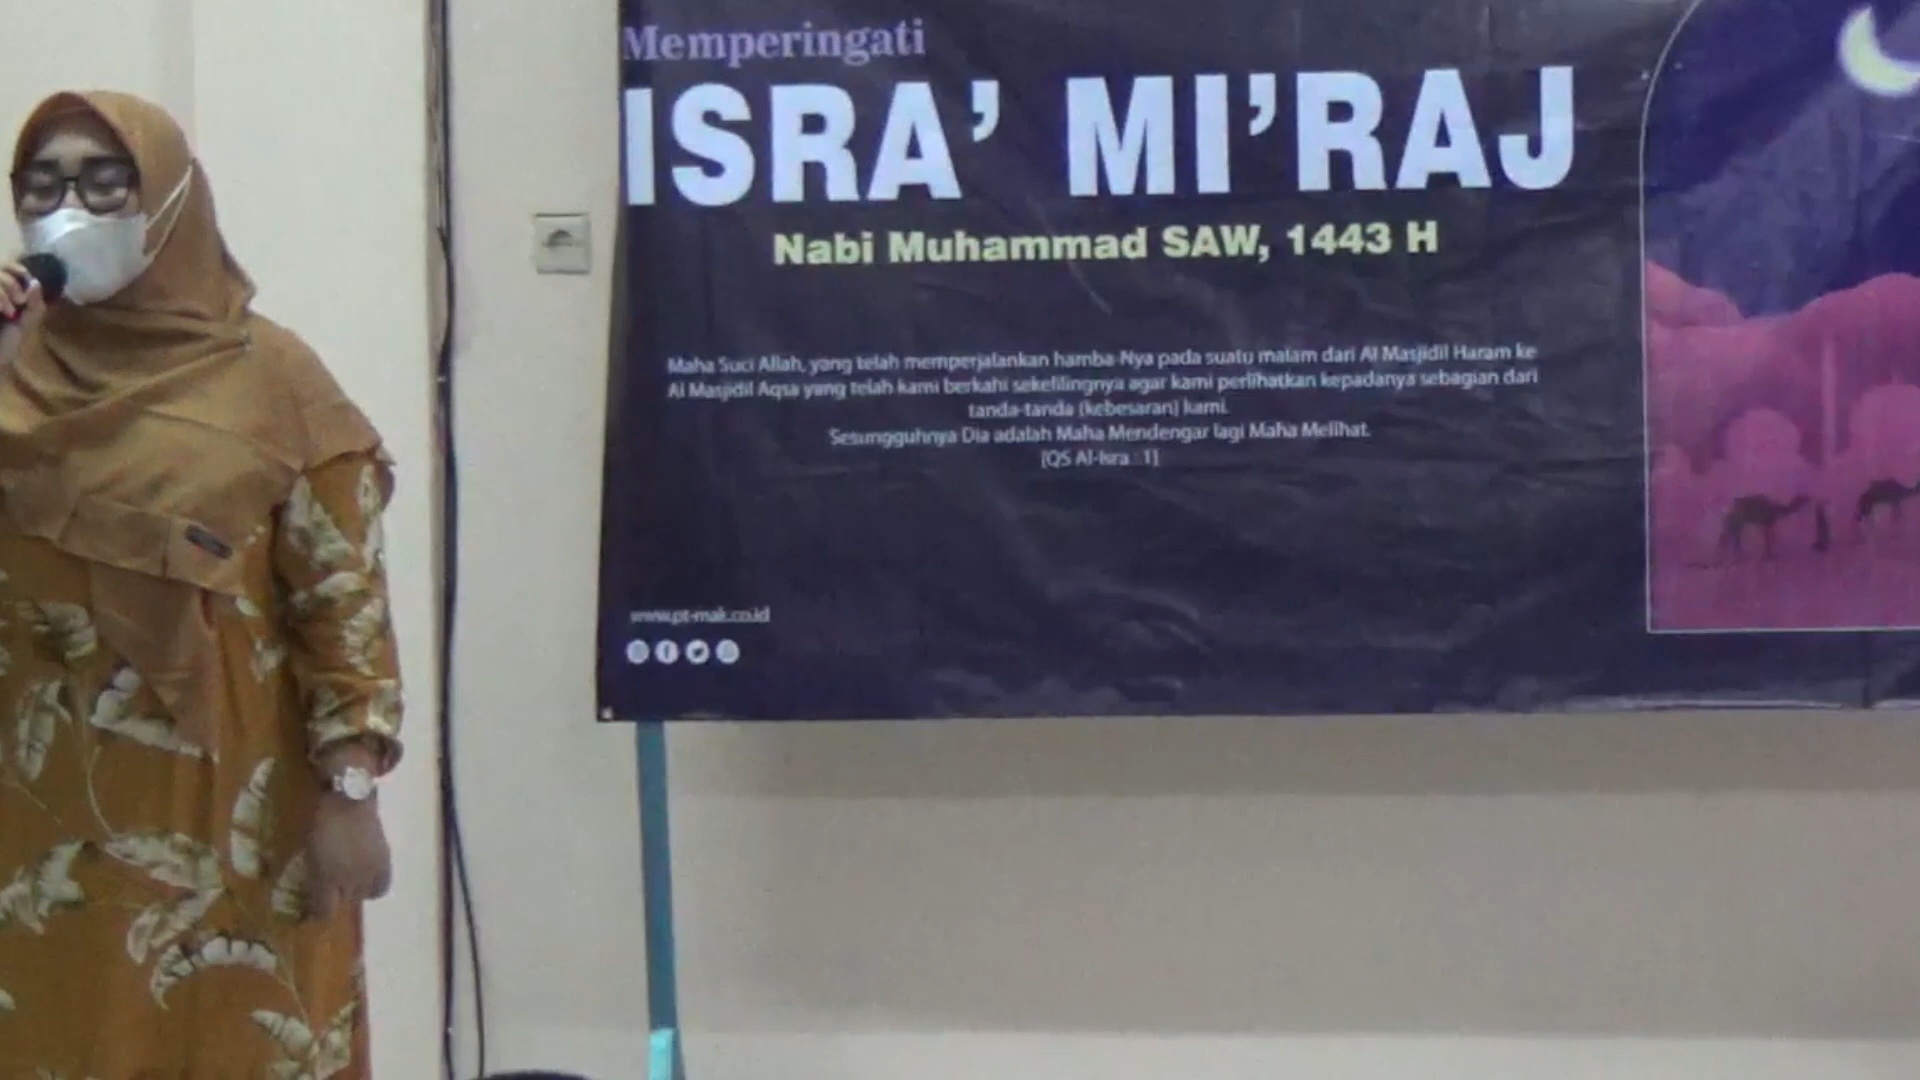 Memperingati
ISRA' MI'RAJ
Nabi Muhammad SAW, 1443 H
Maha Suci Allah, yang telah memperjalankan hamba-Nya pada suatu malam dari Al Masjidil Haram ke
Al Masjidil Aqsa yang telah kami berkahi sekelilingnya agar kami perlihatkan kepadanya sebagian dari
tanda-tanda (kebesaran) kami.
Sesungguhnya Dia adalah Maha Mendengar lagi Maha Melihat.
[QS Al-Isra : 1]
www.pt-mak.co.id